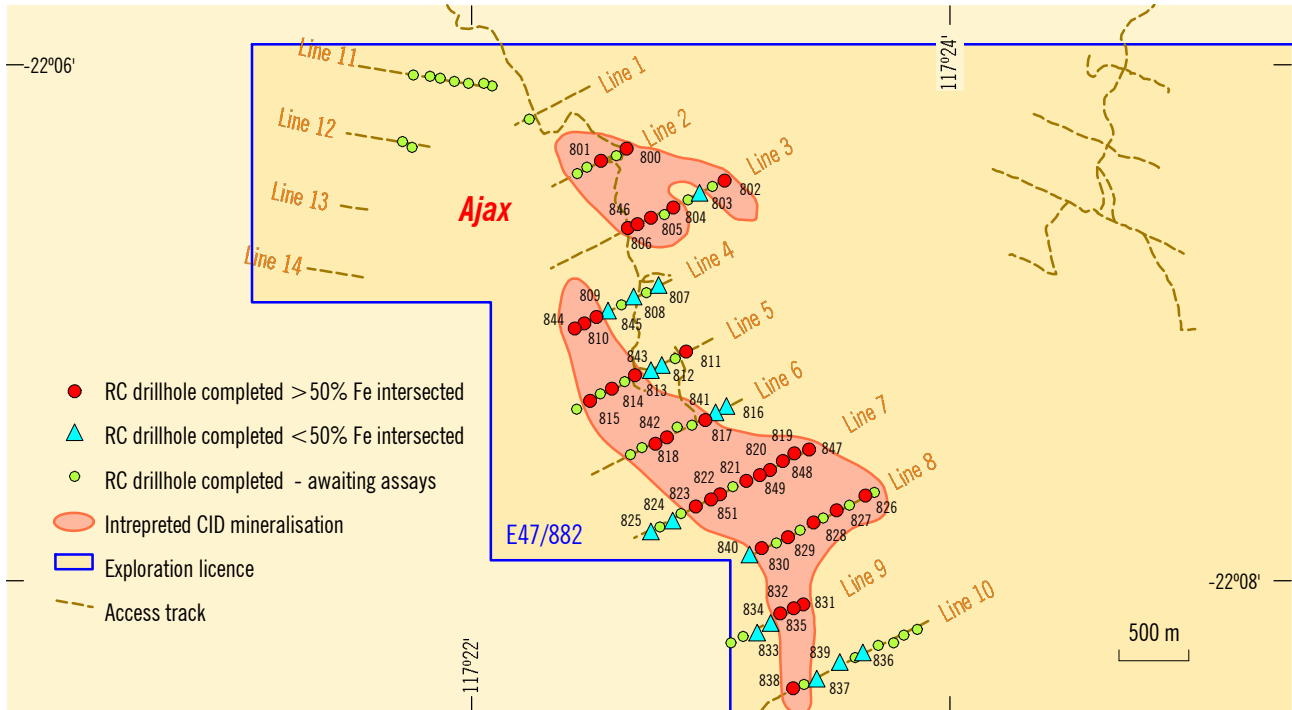 Line 11
117º24'
-22º06'
Line 1
Line 12
Line 2
801
800
Line 3
802
803
Line 13
Ajax
846
804
805
806
Line 14
Line 4
809
807
808
844
845
810
Line 5
843
811
812
813
RC drillhole completed >50% Fe intersected
814
Line 6
815
841
816
842
817
Line 7
RC drillhole completed <50% Fe intersected
818
819
847
820
848
821
849
Line 8
RC drillhole completed - awaiting assays
822
823
851
824
825
826
827
828
Intrepreted CID mineralisation
E47/882
829
840
830
Exploration licence
Line 9
-22º08'
832
831
834
835
Line 10
Access track
833
500 m
839
836
117º22'
838
837